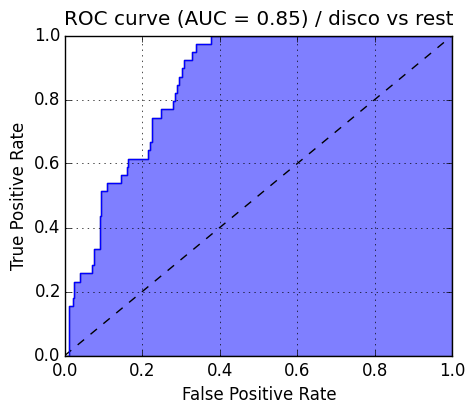 ROC curve (AUC = 0.85) / disco vs rest
1.0
0.8
0.6
0.4
0.2
0.0
True Positive Rate
0.0 0.2 0.4 0.6 0.8 1.0
False Positive Rate